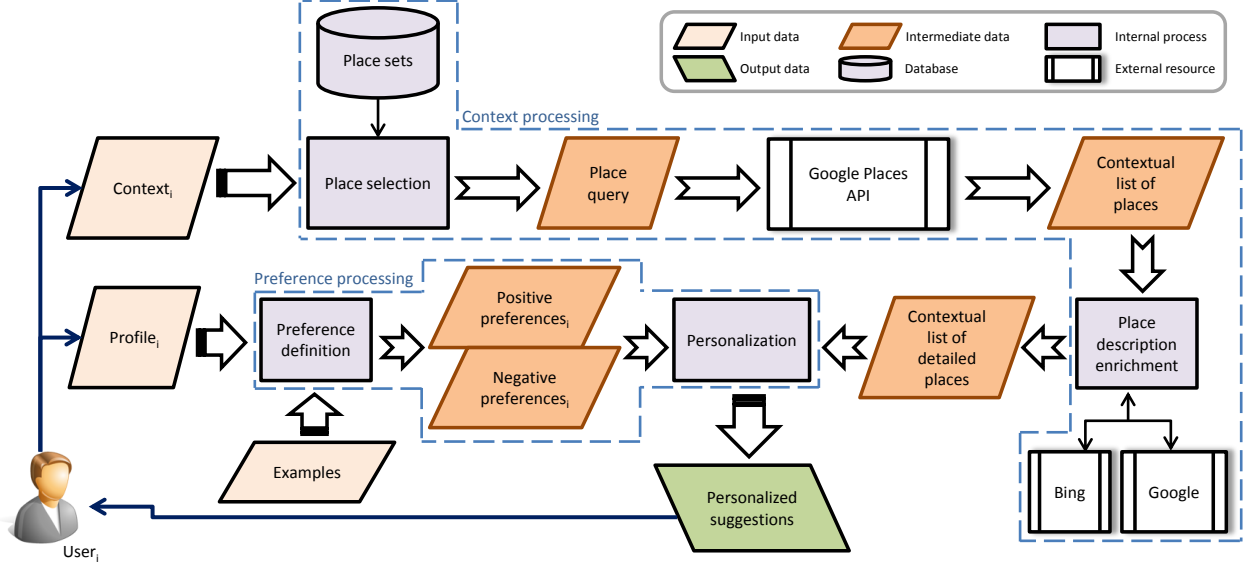 Place sets
Input data
Intermediate data
Internal process
Output data
Database
External resource
Context processing
Context_i
Place selection
Place
query
Google Places
API
Contextual
list of
places
Preference processing
Profile_i
Preference
definition
Positive
preferences_i
Negative
preferences_i
Personalization
Contextual
list of
detailed
places
Place
description
enrichment
Examples
Personalized
suggestions
Bing
Google
User_i